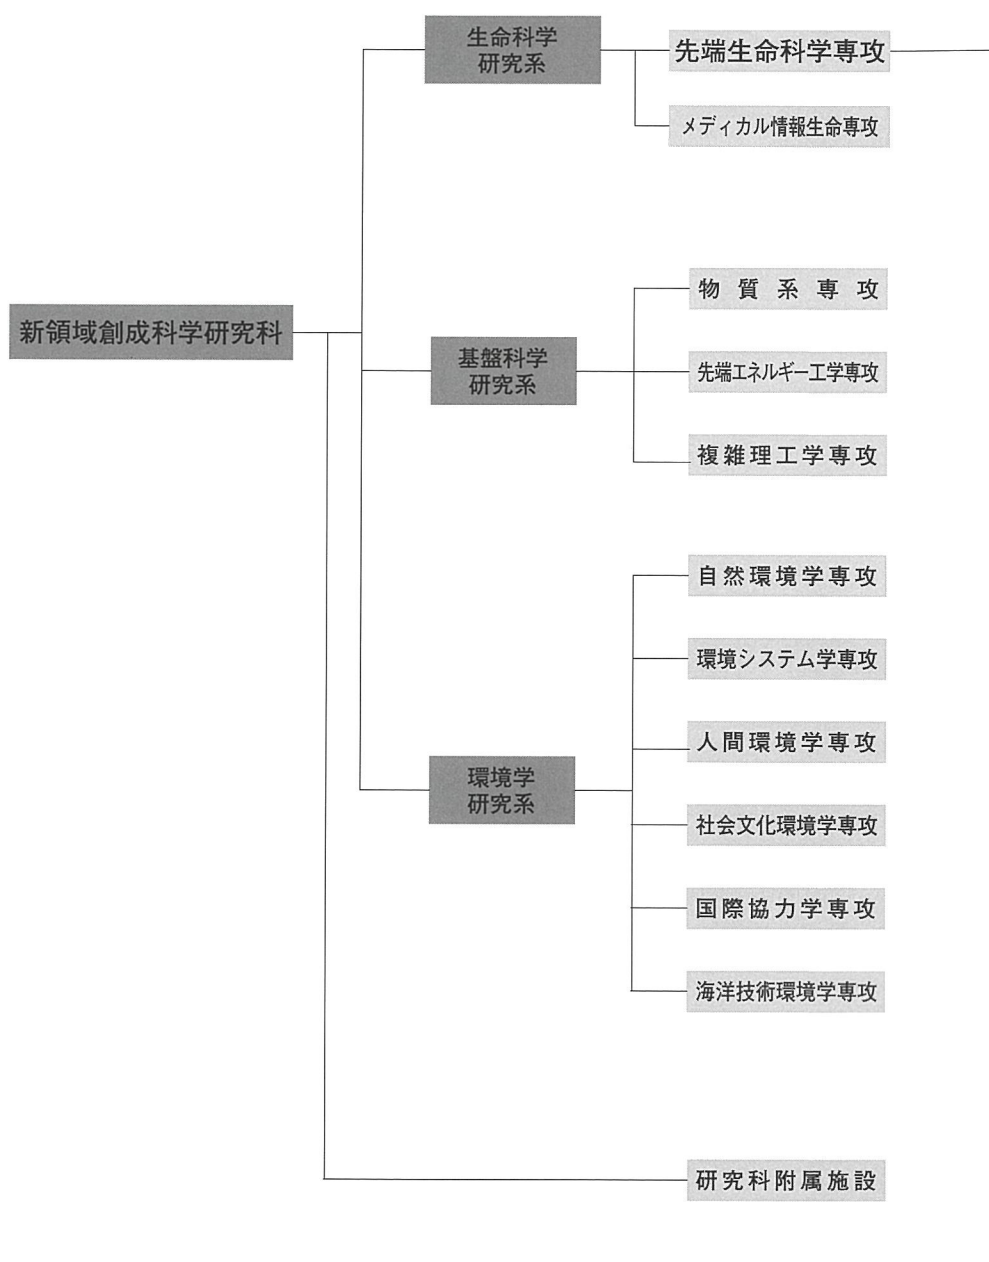 生命科学
研究系
先端生命科学専攻
メディカル情報生命専攻
新領域創成科学研究科
基盤科学
研究系
物質系専攻
先端エネルギー工学専攻
複雑理工学専攻
環境学
研究系
自然環境学専攻
環境システム学専攻
人間環境学専攻
社会文化環境学専攻
国際協力学専攻
海洋技術環境学専攻
研究科附属施設